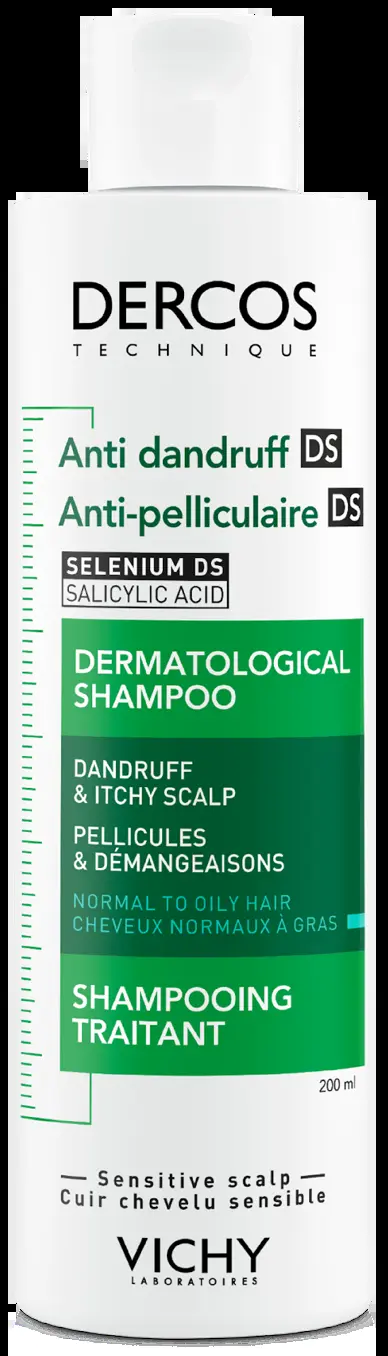 DERCOS
TECHNIQUE
Anti dandruff DS
Anti-pelliculaire DS
SELENIUM DS
SALICYLIC ACID
DERMATOLOGICAL
SHAMPOO
DANDRUFF
& ITCHY SCALP
PELLICULES
& DÉMANGEAISONS
NORMAL TO OILY HAIR
CHEVEUX NORMAUX À GRAS
SHAMPOOING
TRAITANT
200 ml
Sensitive scalp
Cuir chevelu sensible
VICHY
LABORATOIRES